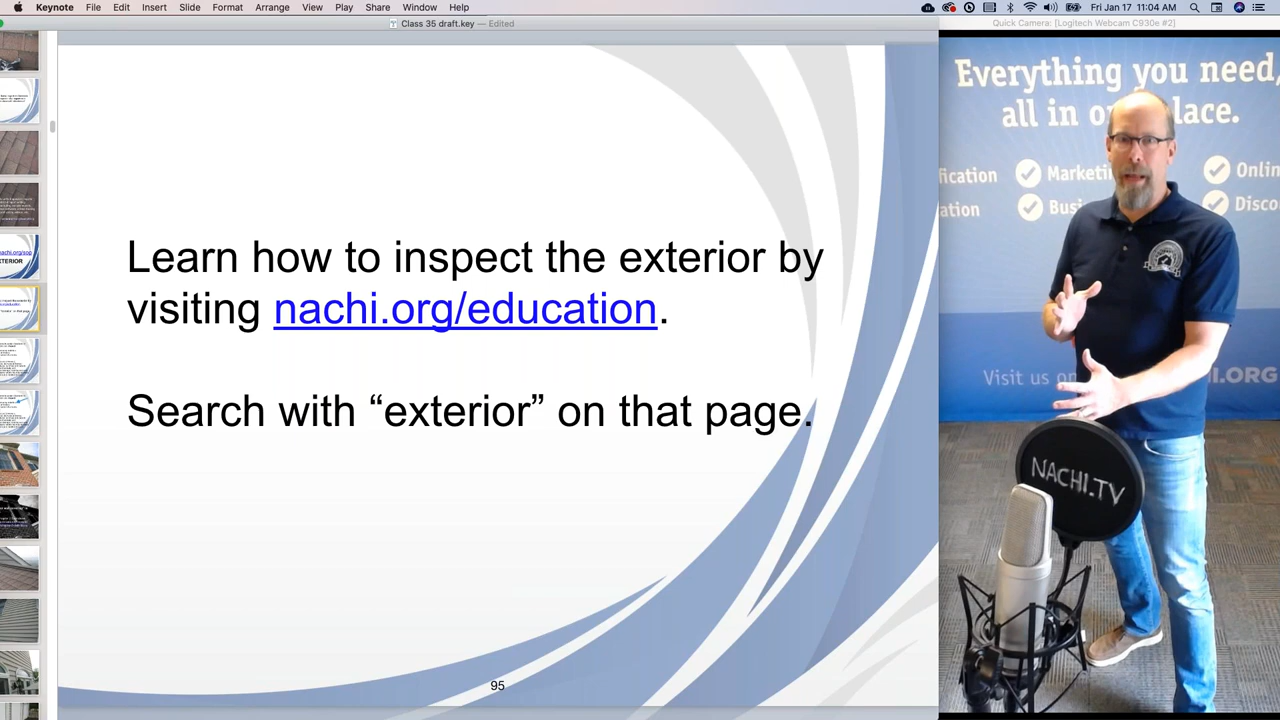 Keynote File Edit Insert Slide Format Arrange View Play Share Window Help
Fri Jan 17 11:04 AM
Class 35 draft.key — Edited
Quick Camera: [Logitech Webcam C930e #2]
Learn how to inspect the exterior by
visiting nachi.org/education.
Search with “exterior” on that page.
95
Everything you need,
all in
lace.
fication
Marketi
Onlin
ation
Busi
Disco
Visit us on
I.ORG
NACHI.TV